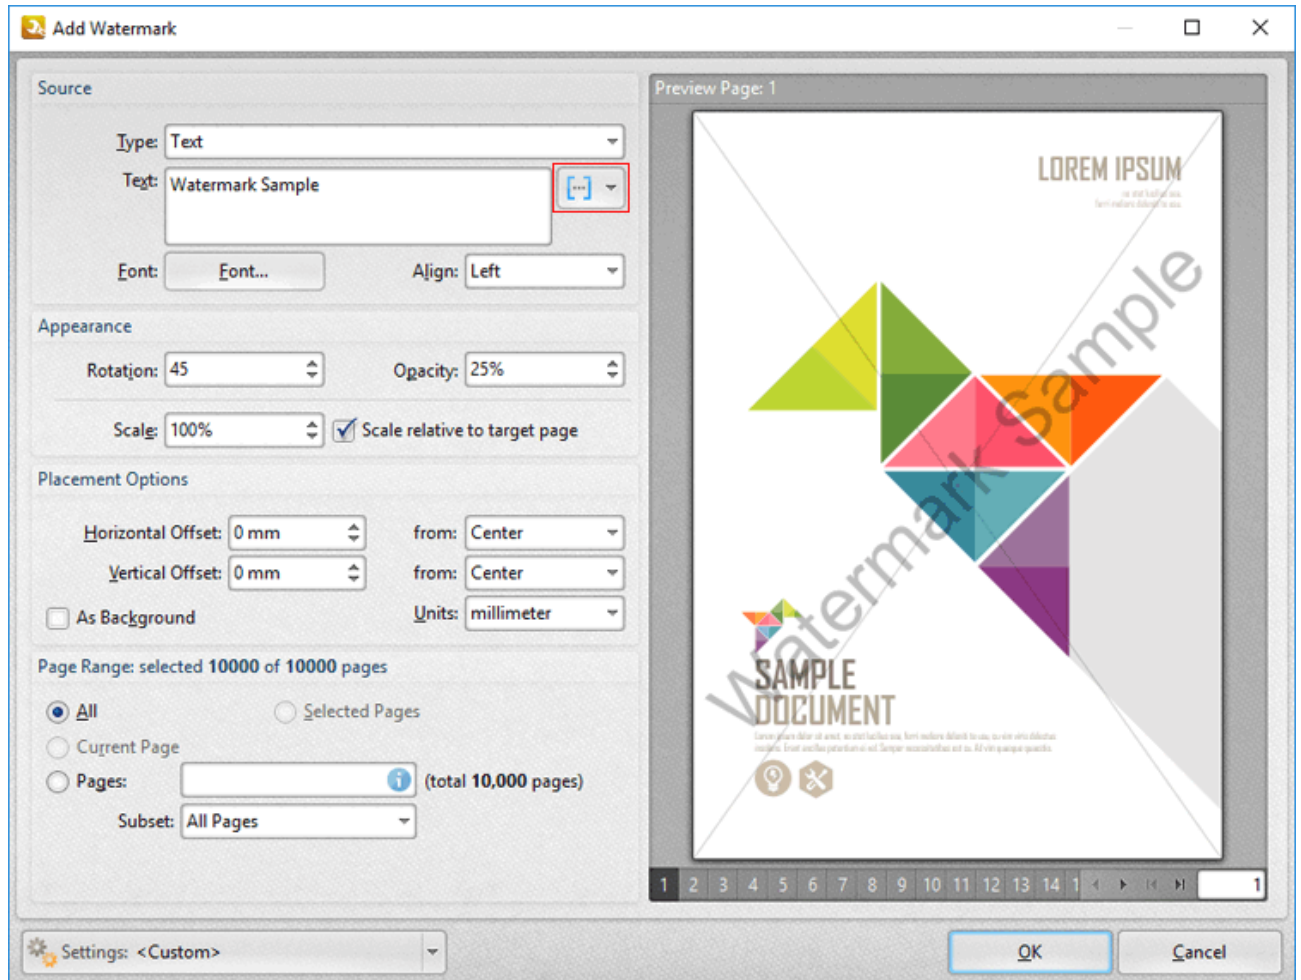 Add Watermark
Source
Type: Text
Text: Watermark Sample
[...]
Font: Font... Align: Left
Appearance
Rotation: 45 Opacity: 25%
Scale: 100% Scale relative to target page
Placement Options
Horizontal Offset: 0 mm from: Center
Vertical Offset: 0 mm from: Center
As Background Units: millimeter
Page Range: selected 10000 of 10000 pages
All Selected Pages
Current Page
Pages: (total 10,000 pages)
Subset: All Pages
Settings: <Custom>
Preview Page: 1
LOREM IPSUM
Watermark Sample
SAMPLE
DOCUMENT
1 2 3 4 5 6 7 8 9 10 11 12 13 14 1 1
OK Cancel